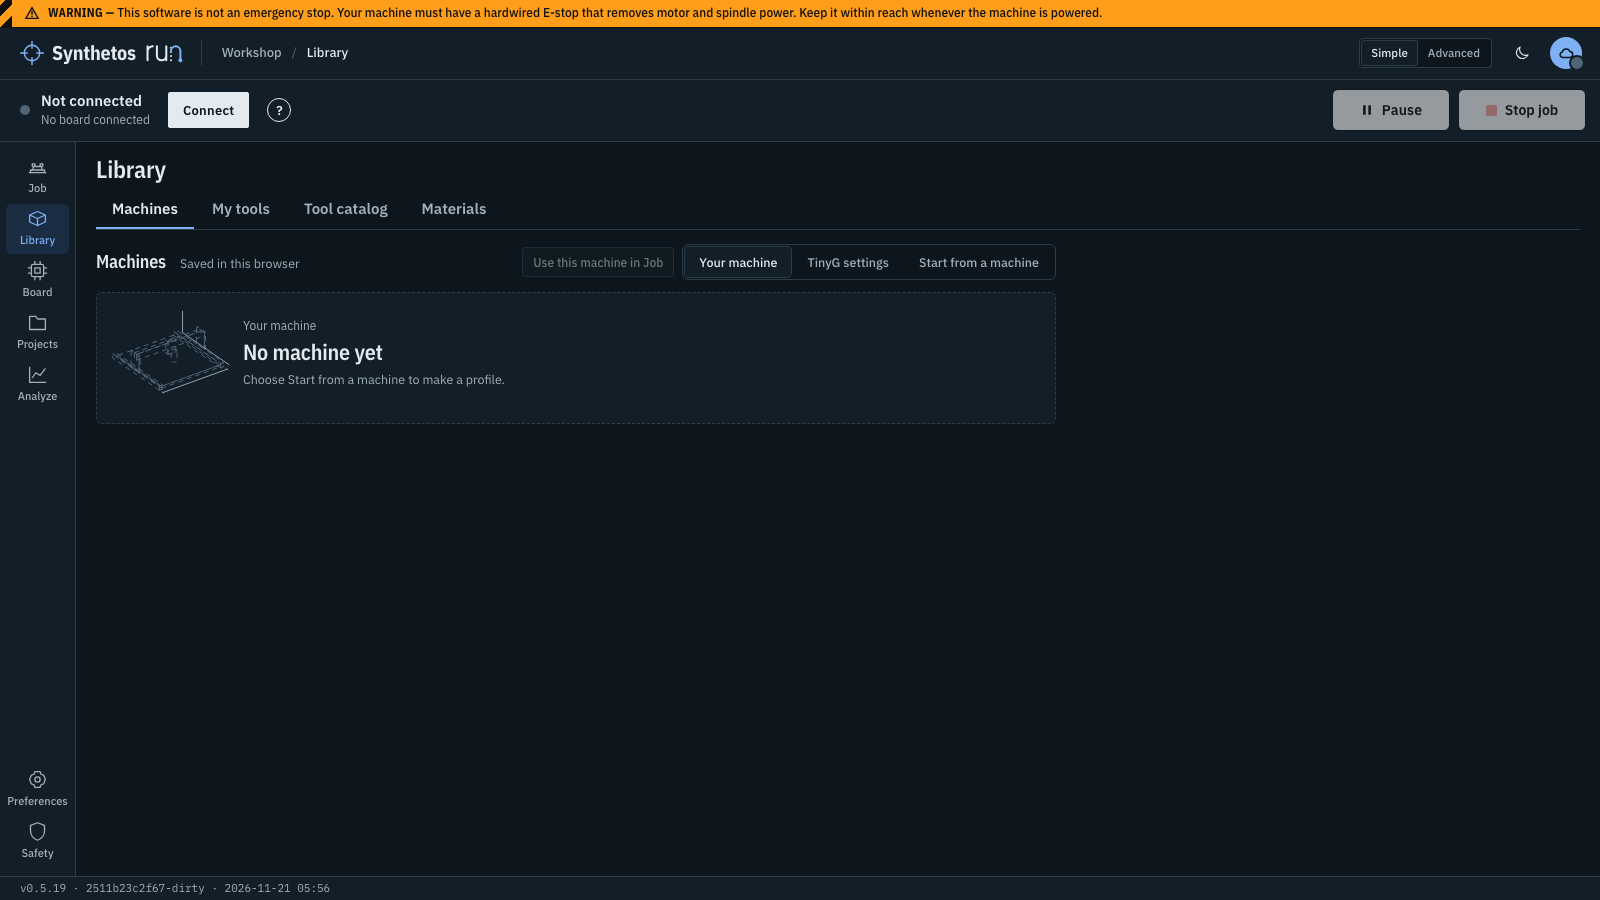 WARNING — This software is not an emergency stop. Your machine must have a hardwired E-stop that removes motor and spindle power. Keep it within reach whenever the machine is powered.
Synthetos run
Workshop / Library
Simple Advanced
Not connected
No board connected
Connect
?
Pause
Stop job
Job
Library
Board
Projects
Analyze
Preferences
Safety
Library
Machines My tools Tool catalog Materials
Machines Saved in this browser
Use this machine in Job
Your machine TinyG settings Start from a machine
Your machine
No machine yet
Choose Start from a machine to make a profile.
v0.5.19 · 2511b23c2f67-dirty · 2026-11-21 05:56